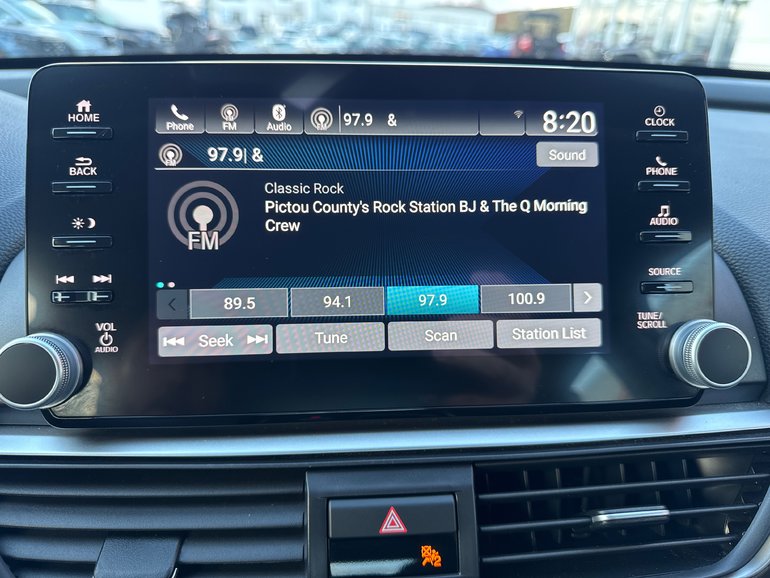 HOME
BACK
VOL
AUDIO
Phone FM Audio 97.9 & 8:20
97.9| & Sound
FM
Classic Rock
Pictou County's Rock Station BJ & The Q Morning
Crew
< 89.5 94.1 97.9 100.9 >
Seek Tune Scan Station List
CLOCK
PHONE
AUDIO
SOURCE
TUNE/
SCROLL
2